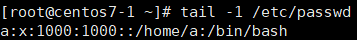 [root@centos7-1 ~]# tail -1 /etc/passwd
a:x:1000:1000::/home/a:/bin/bash